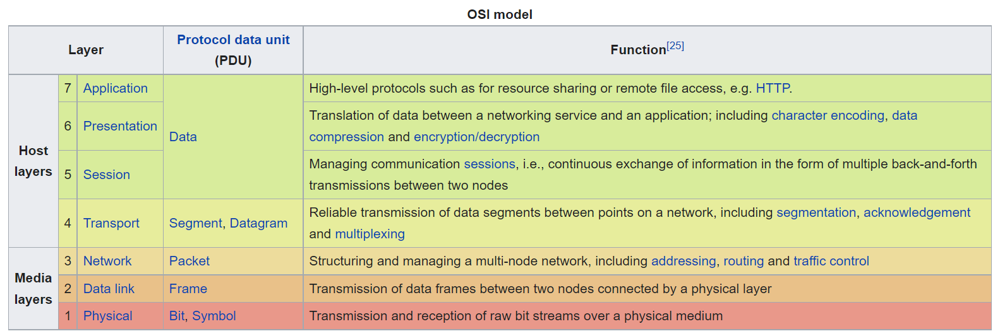 OSI model
Layer
Protocol data unit
(PDU)
Function[25]
Host
layers
7 Application
Data
High-level protocols such as for resource sharing or remote file access, e.g. HTTP.
6 Presentation
Translation of data between a networking service and an application; including character encoding, data
compression and encryption/decryption
5 Session
Managing communication sessions, i.e., continuous exchange of information in the form of multiple back-and-forth
transmissions between two nodes
4 Transport
Segment, Datagram
Reliable transmission of data segments between points on a network, including segmentation, acknowledgement
and multiplexing
Media
layers
3 Network
Packet
Structuring and managing a multi-node network, including addressing, routing and traffic control
2 Data link
Frame
Transmission of data frames between two nodes connected by a physical layer
1 Physical
Bit, Symbol
Transmission and reception of raw bit streams over a physical medium